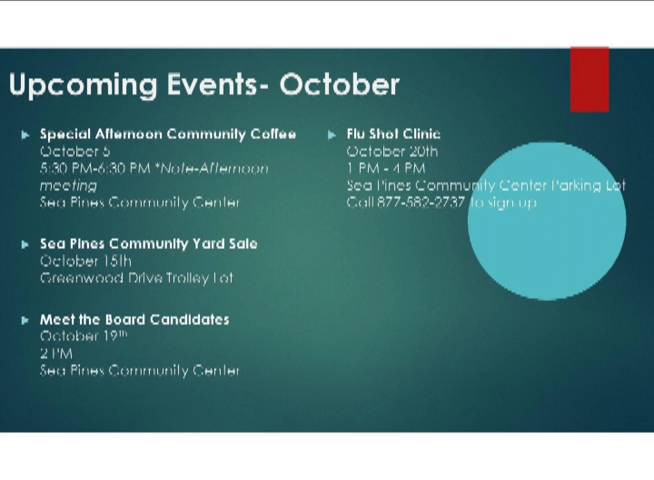 Upcoming Events- October
Special Afternoon Community Coffee
October 5
5:30 PM-6:30 PM *Note-Afternoon
meeting
Sea Pines Community Center
Sea Pines Community Yard Sale
October 15th
Greenwood Drive Trolley Lot
Meet the Board Candidates
October 19th
2 PM
Sea Pines Community Center
Flu Shot Clinic
October 20th
1 PM - 4 PM
Sea Pines Community Center Parking Lot
Call 877-582-2737 to sign up